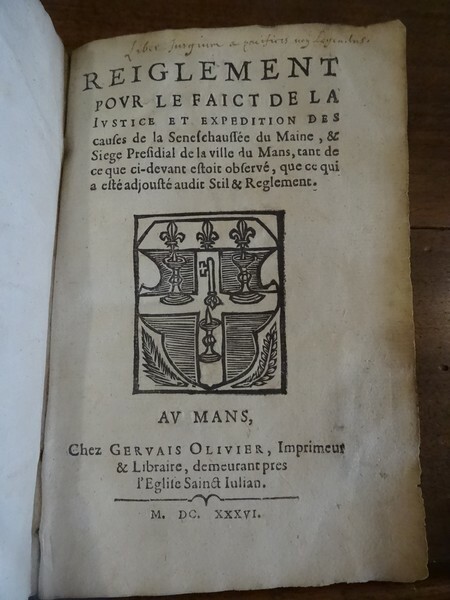 Liber
REIGLEMENT
POVR LE FAICT DE LA
IVSTICE ET EXPEDITION DES
cauſes de la Seneſchauſſée du Maine, &
Siege Preſidial de la ville du Mans, tant de
ce que ci-devant eſtoit obſervé, que ce qui
a eſté adjouſté audit Stil & Reglement.
AV MANS,
Chez GERVAIS OLIVIER, Imprimeur
& Libraire, demeurant pres
l'Egliſe Sainct Iulian.
M. DC. XXXVI.